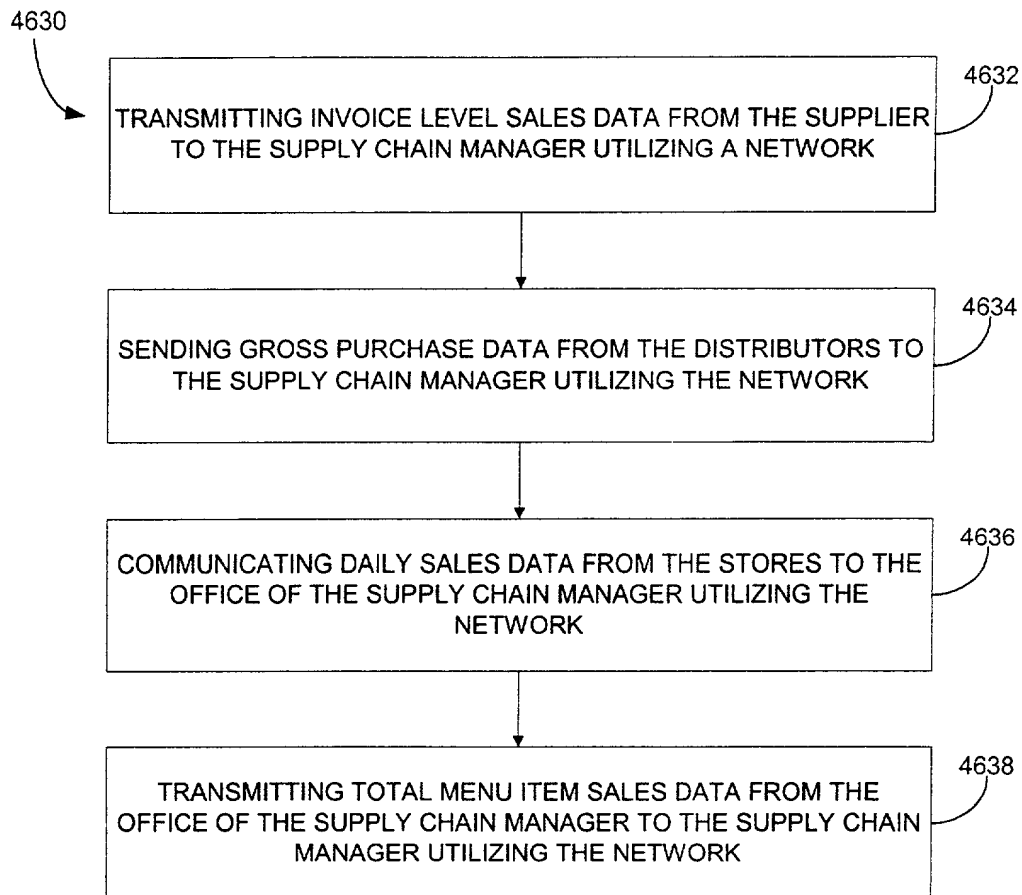 4630
4632
TRANSMITTING INVOICE LEVEL SALES DATA FROM THE SUPPLIER
TO THE SUPPLY CHAIN MANAGER UTILIZING A NETWORK
4634
SENDING GROSS PURCHASE DATA FROM THE DISTRIBUTORS TO
THE SUPPLY CHAIN MANAGER UTILIZING THE NETWORK
4636
COMMUNICATING DAILY SALES DATA FROM THE STORES TO THE
OFFICE OF THE SUPPLY CHAIN MANAGER UTILIZING THE
NETWORK
4638
TRANSMITTING TOTAL MENU ITEM SALES DATA FROM THE
OFFICE OF THE SUPPLY CHAIN MANAGER TO THE SUPPLY CHAIN
MANAGER UTILIZING THE NETWORK